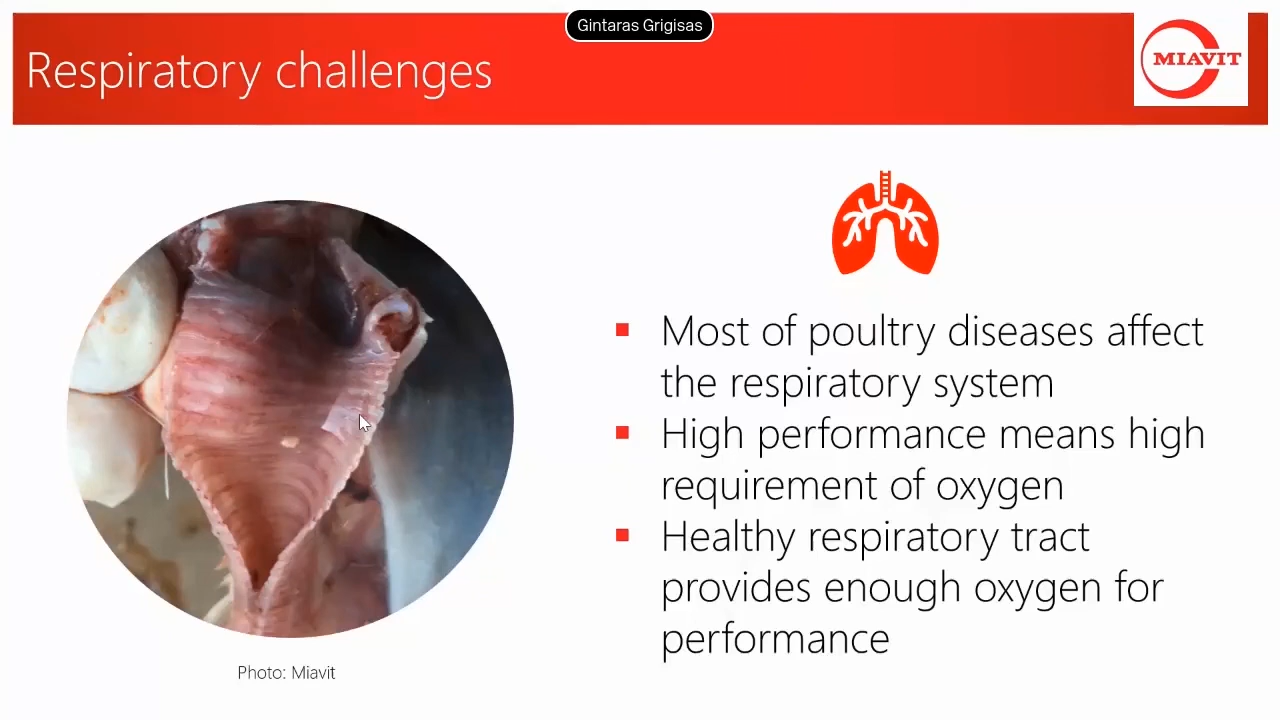 Gintaras Grigisas
Respiratory challenges
MIAVIT
Most of poultry diseases affect
the respiratory system
High performance means high
requirement of oxygen
Healthy respiratory tract
provides enough oxygen for
performance
Photo: Miavit